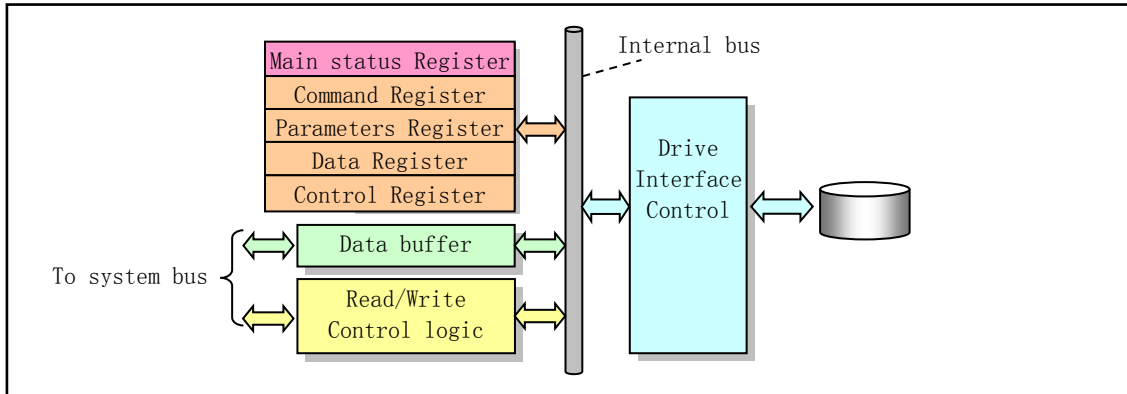 Internal bus
Main status Register
Command Register
Parameters Register
Data Register
Control Register
Drive
Interface
Control
Data buffer
To system bus
Read/Write
Control logic